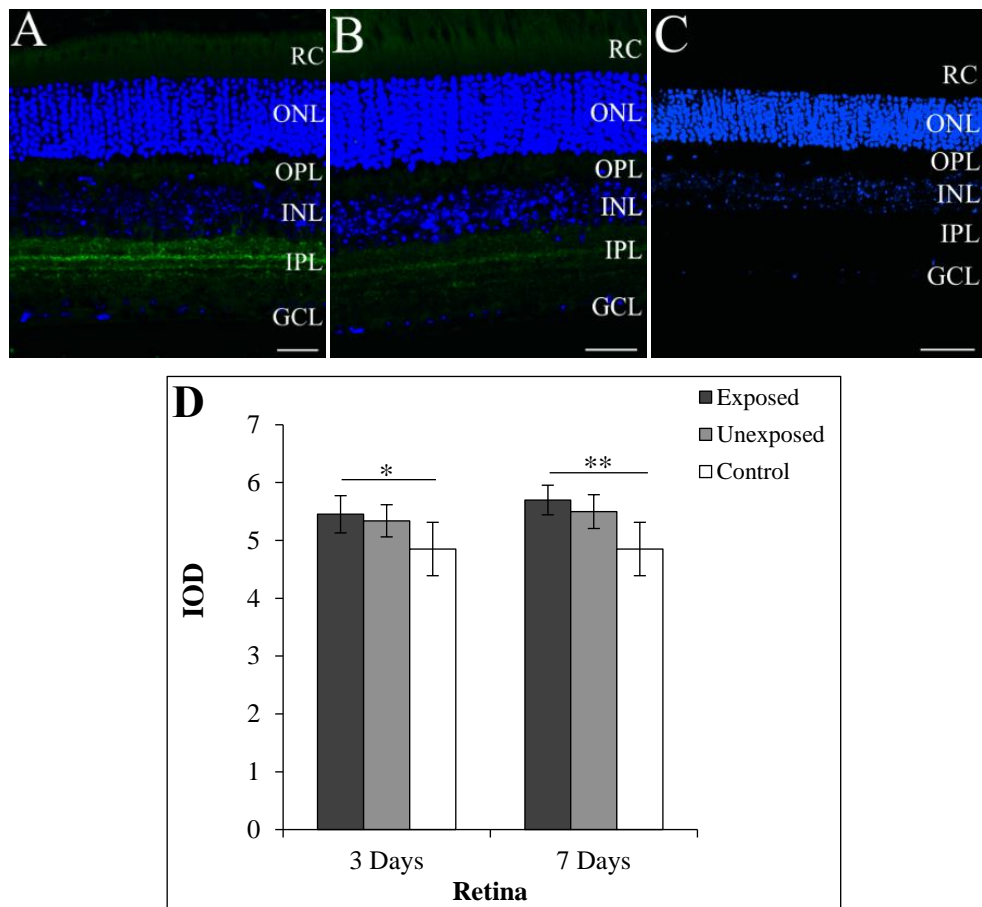 A
RC
ONL
OPL
INL
IPL
GCL
B
RC
ONL
OPL
INL
IPL
GCL
C
RC
ONL
OPL
INL
IPL
GCL
D
Exposed
Unexposed
Control
IOD
7
6
5
4
3
2
1
0
*
**
3 Days
7 Days
Retina